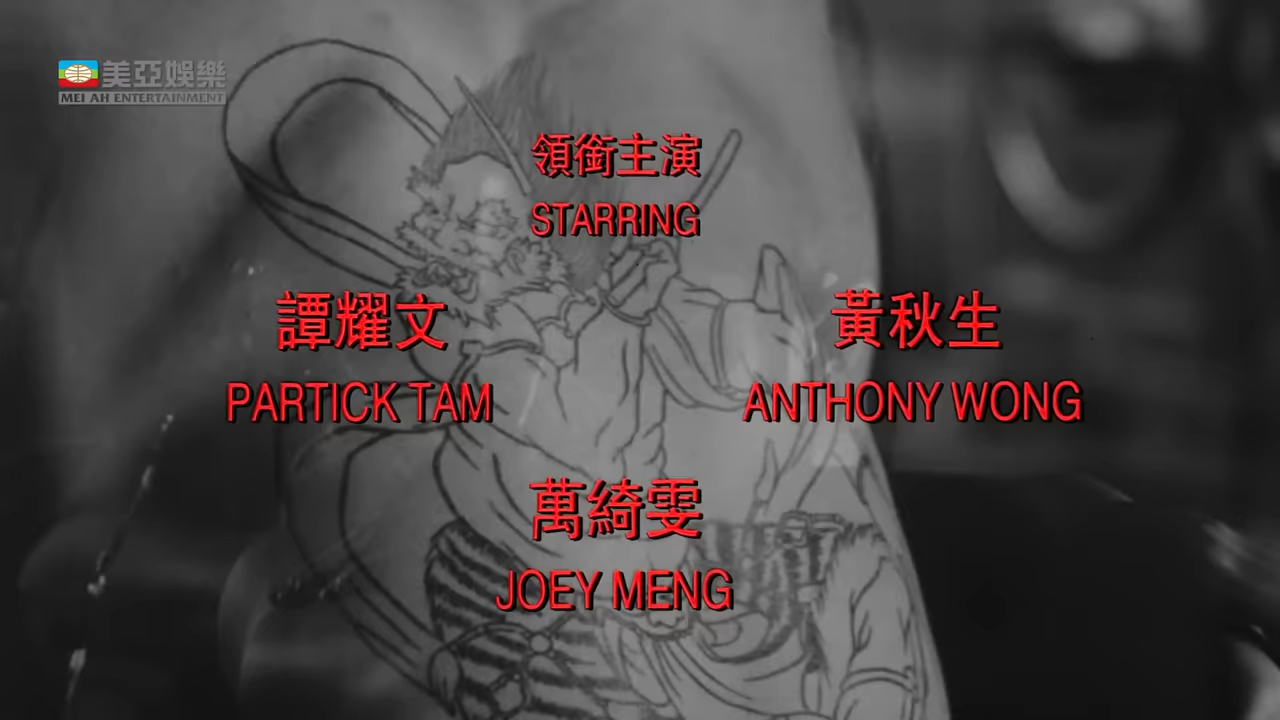 美亞娛樂
MEI AH ENTERTAINMENT
領銜主演
STARRING
譚耀文
PARTICK TAM
黃秋生
ANTHONY WONG
萬綺雯
JOEY MENG